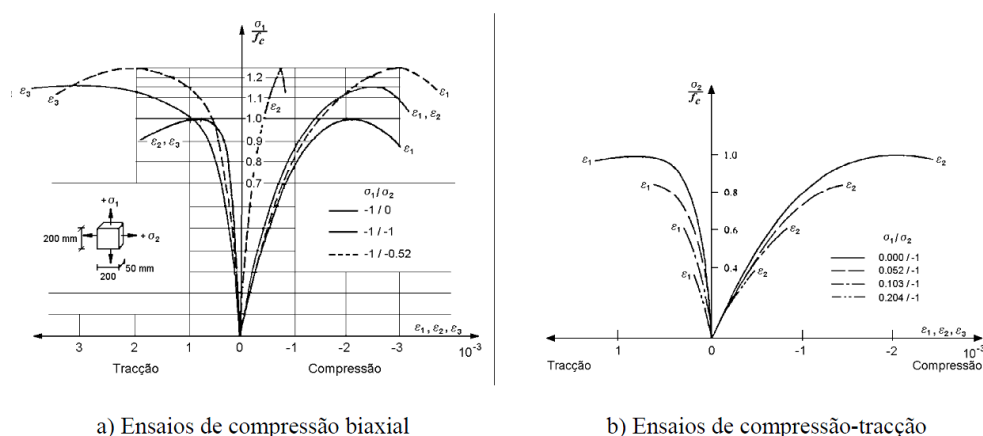 σ1
fc
1.2
1.1
1.0
0.9
0.8
0.7
ε3
ε3
ε2, ε3
ε2
ε1
ε1, ε2
ε1
+σ1
+σ2
200 mm
50 mm
200
σ1/σ2
-1/0
-1/-1
-1/-0.52
3 2 1 0 -1 -2 -3
ε1, ε2, ε3
10-3
Tracção Compressão
a) Ensaios de compressão biaxial
σ2
fc
1.0
0.8
0.6
0.4
ε1
ε1
ε1
ε1
ε2
ε2
ε2
ε2
σ1/σ2
0.000/-1
0.052/-1
0.103/-1
0.204/-1
1 0 -1 -2
ε1, ε2, ε3
10-3
Tracção Compressão
b) Ensaios de compressão-tracção